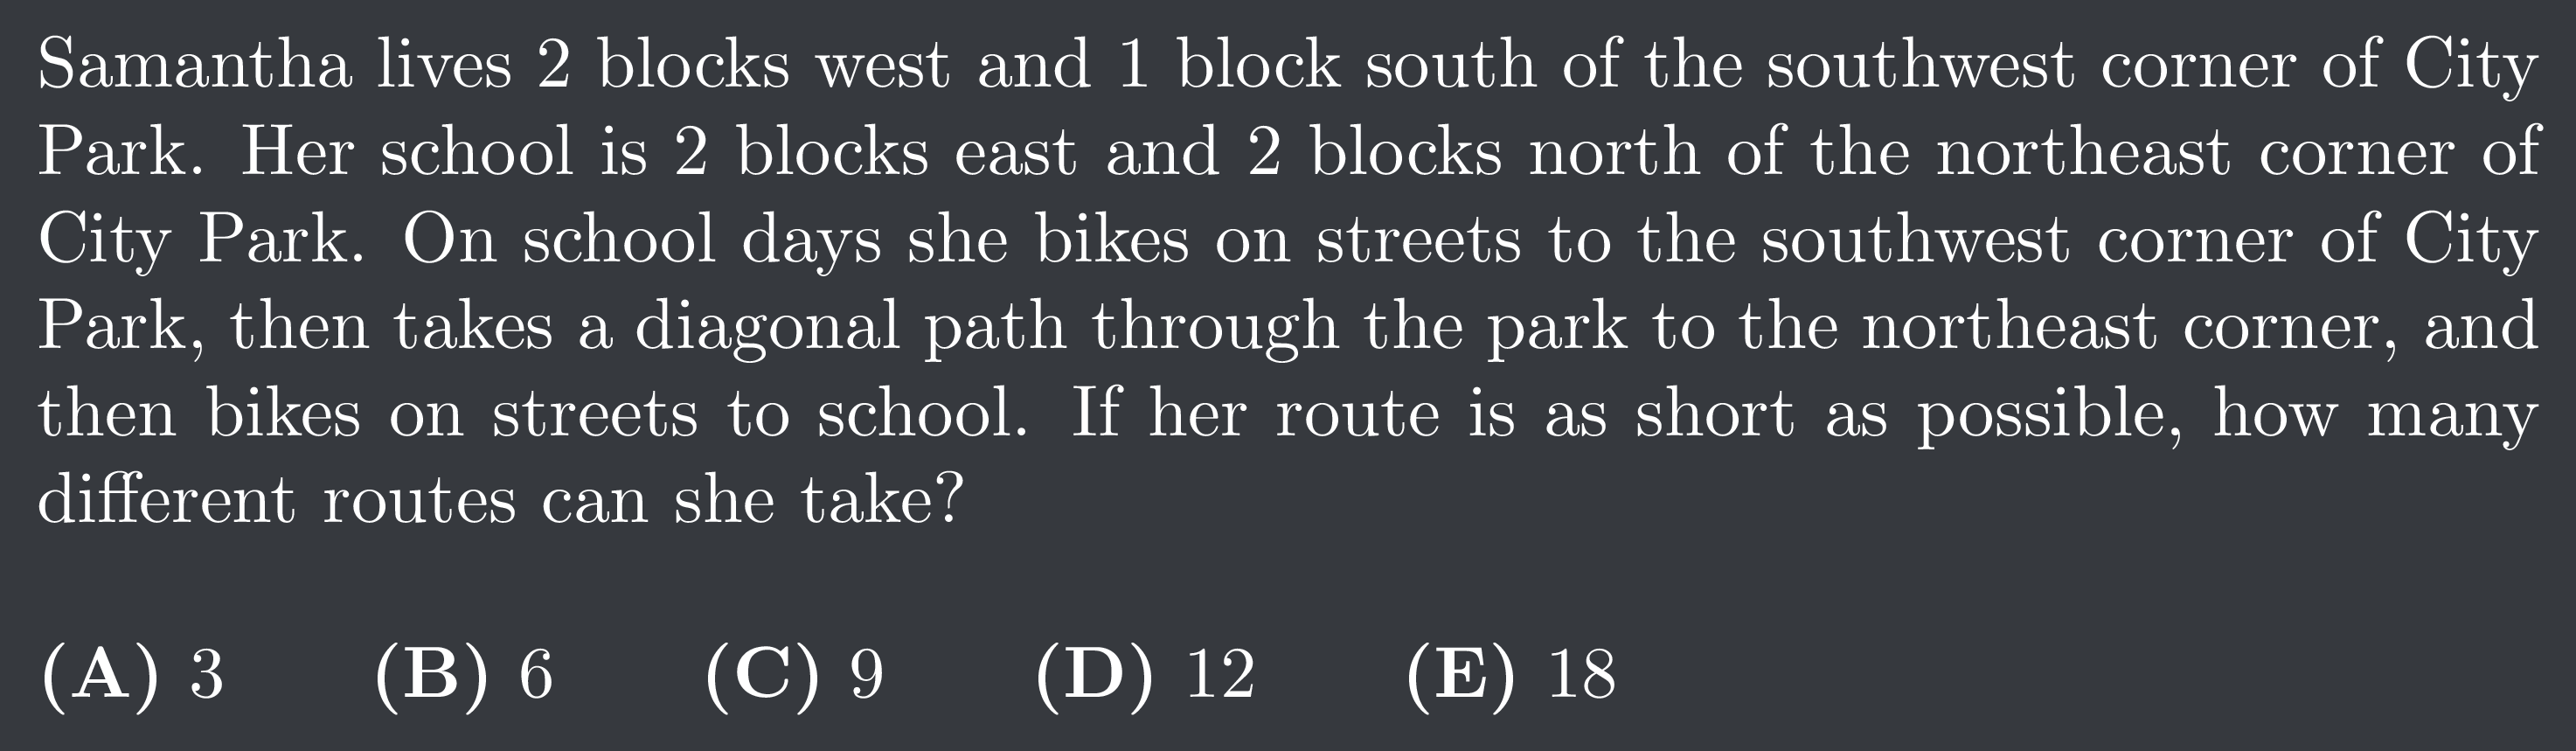 Samantha lives 2 blocks west and 1 block south of the southwest corner of City
Park. Her school is 2 blocks east and 2 blocks north of the northeast corner of
City Park. On school days she bikes on streets to the southwest corner of City
Park, then takes a diagonal path through the park to the northeast corner, and
then bikes on streets to school. If her route is as short as possible, how many
different routes can she take?
(A) 3 (B) 6 (C) 9 (D) 12 (E) 18